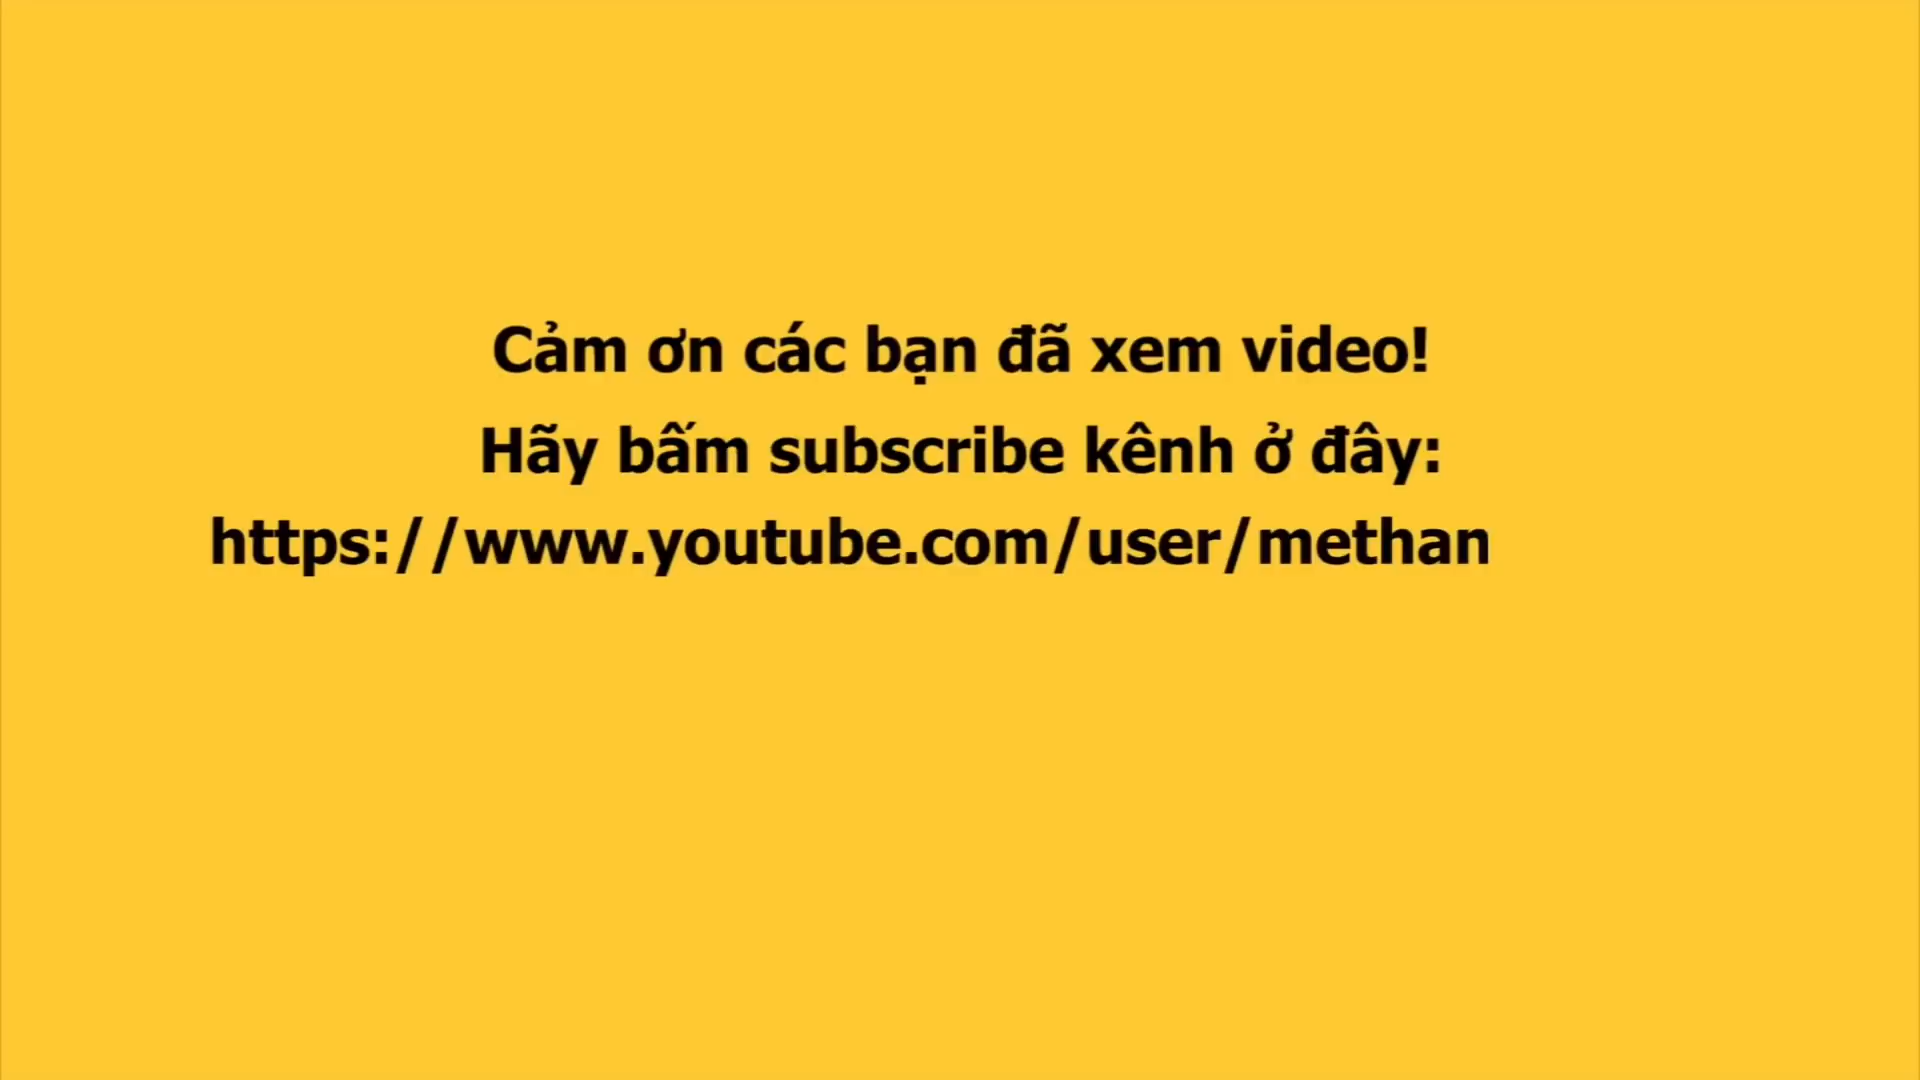 Cảm ơn các bạn đã xem video!
Hãy bấm subscribe kênh ở đây:
https://www.youtube.com/user/methan